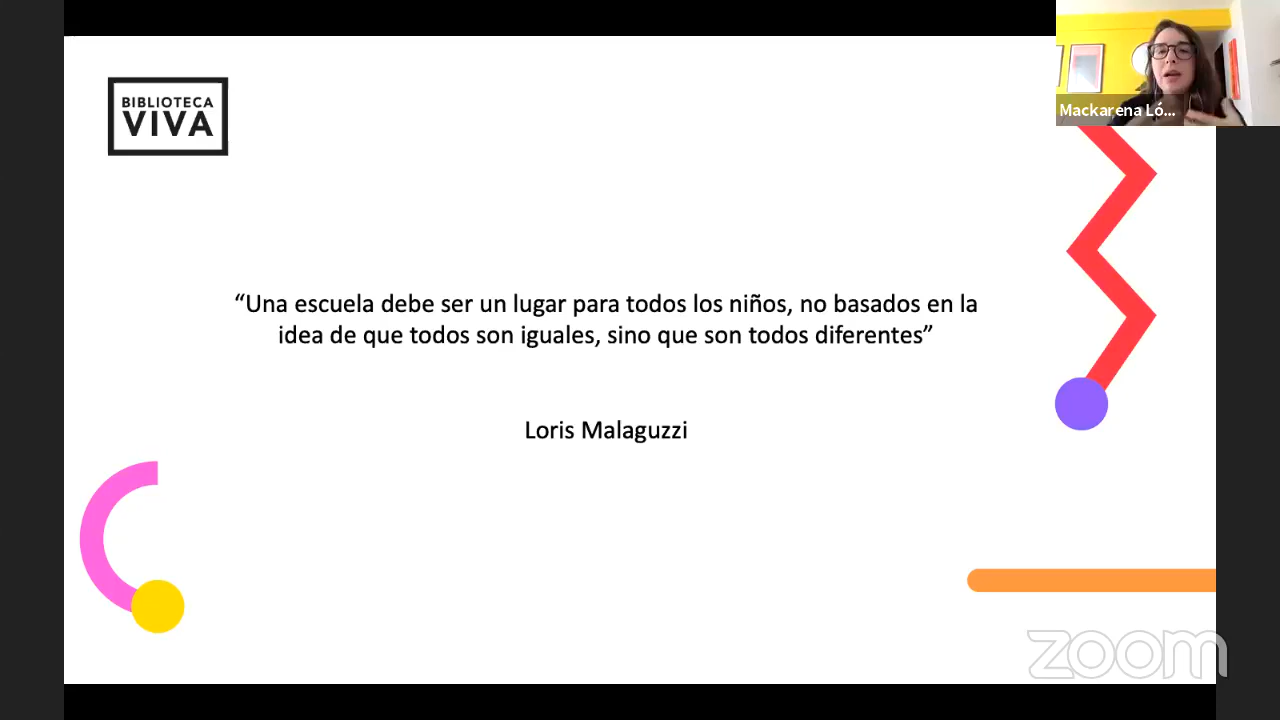 BIBLIOTECA
VIVA
Mackarena Ló...
“Una escuela debe ser un lugar para todos los niños, no basados en la
idea de que todos son iguales, sino que son todos diferentes”
Loris Malaguzzi
zoom